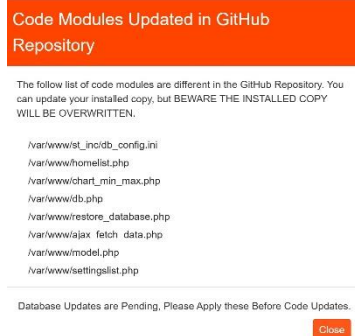 Code Modules Updated in GitHub
Repository
The follow list of code modules are different in the GitHub Repository. You
can update your installed copy, but BEWARE THE INSTALLED COPY
WILL BE OVERWRITTEN.
/var/www/st_inc/db_config.ini
/var/www/homelist.php
/var/www/chart_min_max.php
/var/www/db.php
/var/www/restore_database.php
/var/www/ajax_fetch_data.php
/var/www/model.php
/var/www/settingslist.php
Database Updates are Pending, Please Apply these Before Code Updates.
Close